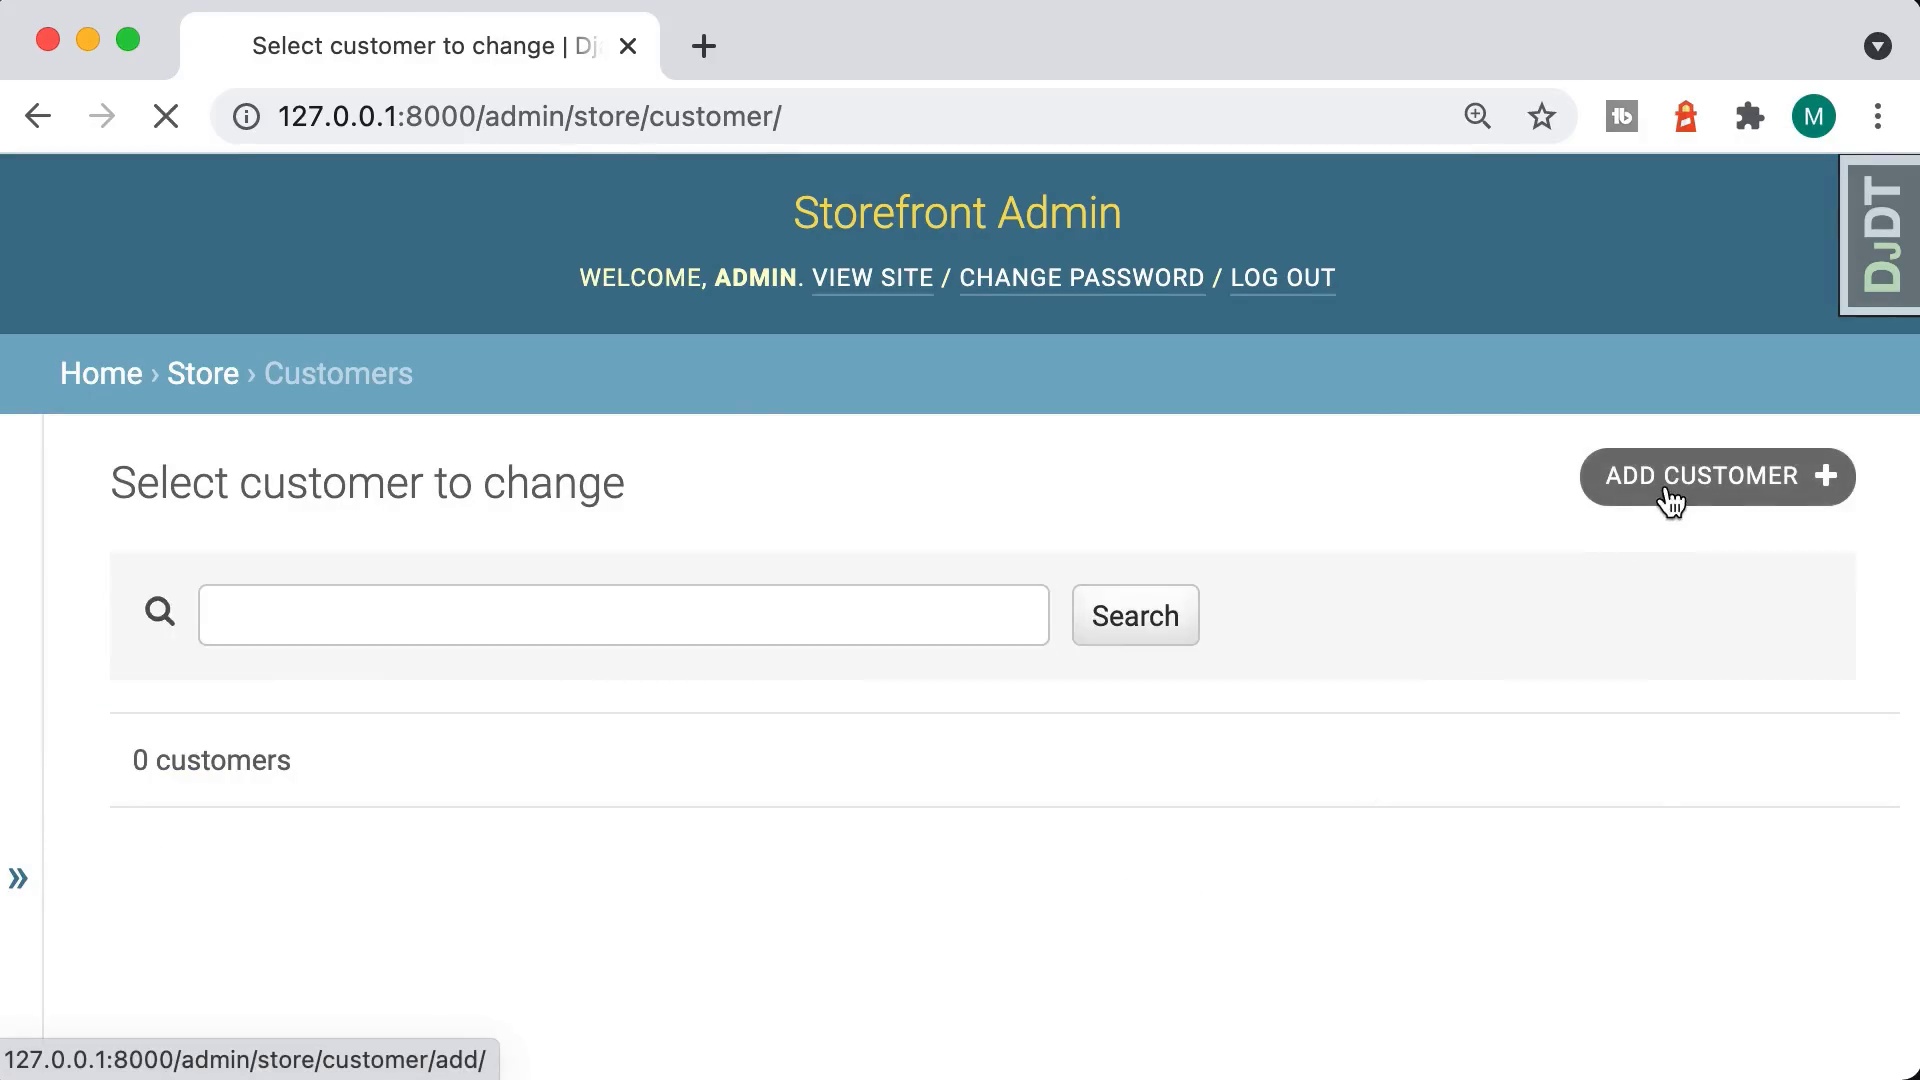 Select customer to change | Dj
127.0.0.1:8000/admin/store/customer/
M
Storefront Admin
WELCOME, ADMIN. VIEW SITE / CHANGE PASSWORD / LOG OUT
DJDT
Home › Store › Customers
Select customer to change
ADD CUSTOMER +
Search
0 customers
»
127.0.0.1:8000/admin/store/customer/add/